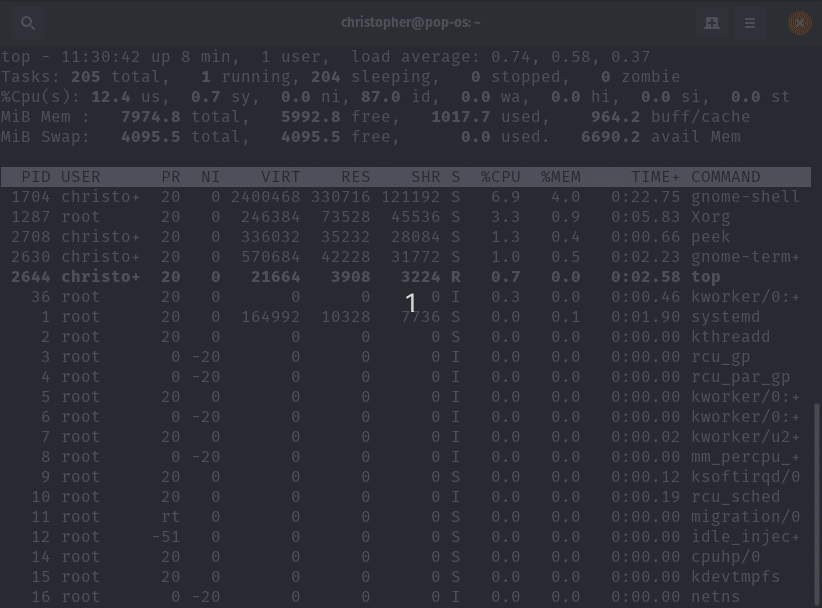 christopher@pop-os: ~
top - 11:30:42 up 8 min,  1 user,  load average: 0.74, 0.58, 0.37
Tasks: 205 total,   1 running, 204 sleeping,   0 stopped,   0 zombie
%Cpu(s): 12.4 us,  0.7 sy,  0.0 ni, 87.0 id,  0.0 wa,  0.0 hi,  0.0 si,  0.0 st
MiB Mem :   7974.8 total,   5992.8 free,   1017.7 used,    964.2 buff/cache
MiB Swap:   4095.5 total,   4095.5 free,      0.0 used.   6690.2 avail Mem
PID USER      PR  NI    VIRT    RES    SHR S  %CPU  %MEM     TIME+ COMMAND
1704 christo+  20   0 2400468 330716 121192 S   6.9   4.0   0:22.75 gnome-shell
1287 root      20   0  246384  73528  45536 S   3.3   0.9   0:05.83 Xorg
2708 christo+  20   0  336032  35232  28084 S   1.3   0.4   0:00.66 peek
2630 christo+  20   0  570684  42228  31772 S   1.0   0.5   0:02.23 gnome-term+
2644 christo+  20   0   21664   3908   3224 R   0.7   0.0   0:02.58 top
36 root      20   0       0      0      0 I   0.3   0.0   0:00.46 kworker/0:+
1
1 root      20   0  164992  10328   7736 S   0.0   0.1   0:01.90 systemd
2 root      20   0       0      0      0 S   0.0   0.0   0:00.00 kthreadd
3 root       0 -20       0      0      0 I   0.0   0.0   0:00.00 rcu_gp
4 root       0 -20       0      0      0 I   0.0   0.0   0:00.00 rcu_par_gp
5 root      20   0       0      0      0 I   0.0   0.0   0:00.00 kworker/0:+
6 root       0 -20       0      0      0 I   0.0   0.0   0:00.00 kworker/0:+
7 root      20   0       0      0      0 I   0.0   0.0   0:00.02 kworker/u2+
8 root       0 -20       0      0      0 I   0.0   0.0   0:00.00 mm_percpu_+
9 root      20   0       0      0      0 S   0.0   0.0   0:00.12 ksoftirqd/0
10 root      20   0       0      0      0 I   0.0   0.0   0:00.19 rcu_sched
11 root      rt   0       0      0      0 S   0.0   0.0   0:00.00 migration/0
12 root     -51   0       0      0      0 S   0.0   0.0   0:00.00 idle_injec+
14 root      20   0       0      0      0 S   0.0   0.0   0:00.00 cpuhp/0
15 root      20   0       0      0      0 S   0.0   0.0   0:00.00 kdevtmpfs
16 root       0 -20       0      0      0 I   0.0   0.0   0:00.00 netns